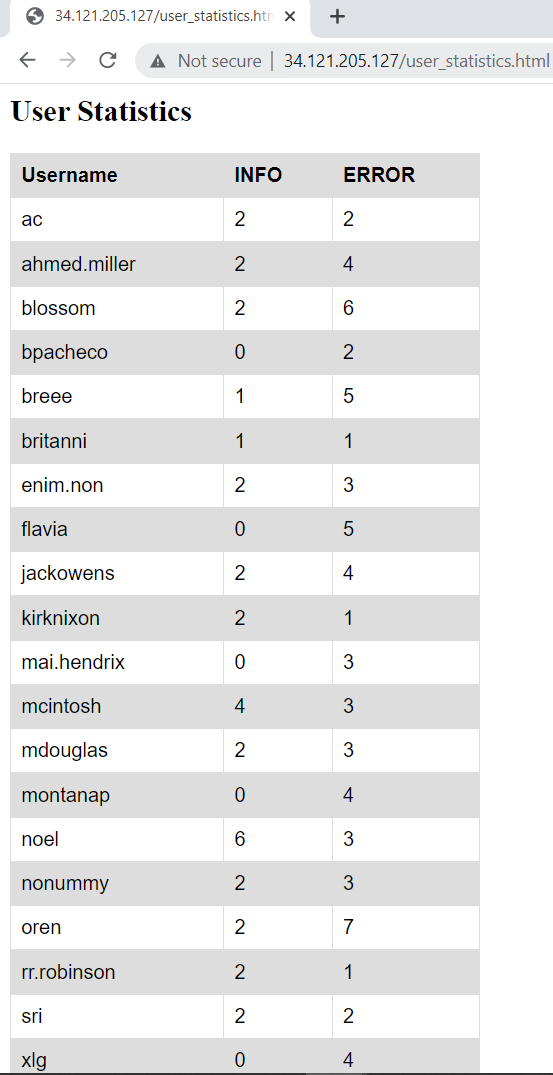 34.121.205.127/user_statistics.htm
Not secure | 34.121.205.127/user_statistics.html
User Statistics
Username INFO ERROR
ac 2 2
ahmed.miller 2 4
blossom 2 6
bpacheco 0 2
breee 1 5
britanni 1 1
enim.non 2 3
flavia 0 5
jackowens 2 4
kirknixon 2 1
mai.hendrix 0 3
mcintosh 4 3
mdouglas 2 3
montanap 0 4
noel 6 3
nonummy 2 3
oren 2 7
rr.robinson 2 1
sri 2 2
xlg 0 4